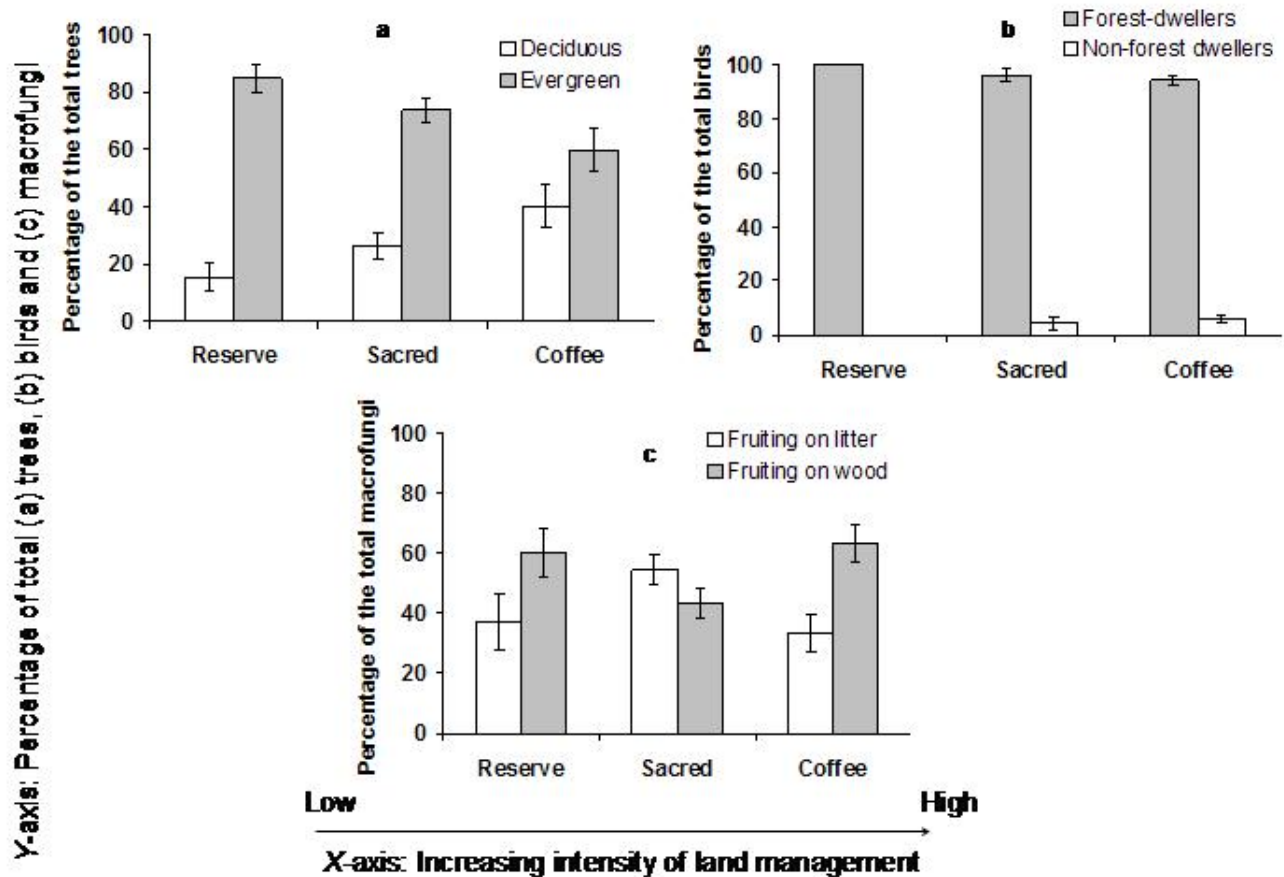 Y-axis: Percentage of total (a) trees, (b) birds and (c) macrofungi
Percentage of the total trees
100
80
60
40
20
0
a
Deciduous
Evergreen
Reserve Sacred Coffee
Percentage of the total birds
100
80
60
40
20
0
b
Forest-dwellers
Non-forest dwellers
Reserve Sacred Coffee
Percentage of the total macrofungi
100
80
60
40
20
0
c
Fruiting on litter
Fruiting on wood
Reserve Sacred Coffee
Low High
X-axis: Increasing intensity of land management